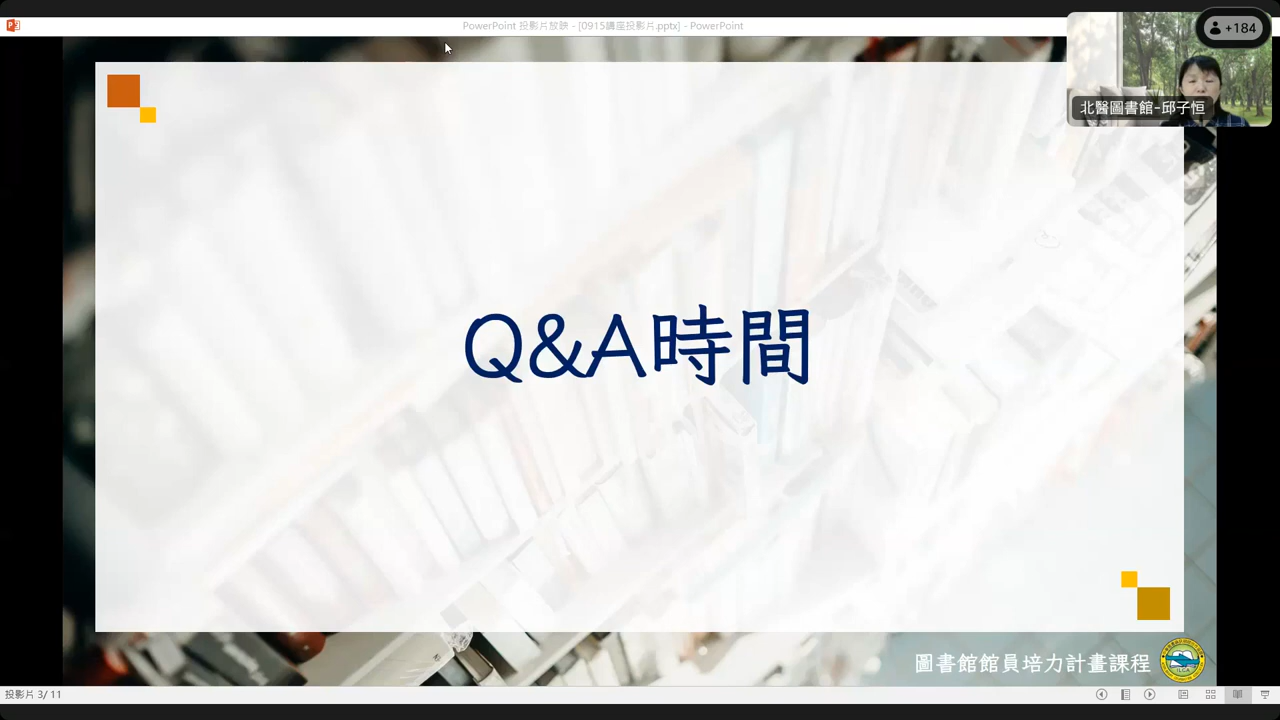 PowerPoint 投影片放映 - [0915講座投影片.pptx] - PowerPoint
+184
北醫圖書館-邱子恒
Q&A時間
圖書館館員培力計畫課程
投影片 3/ 11